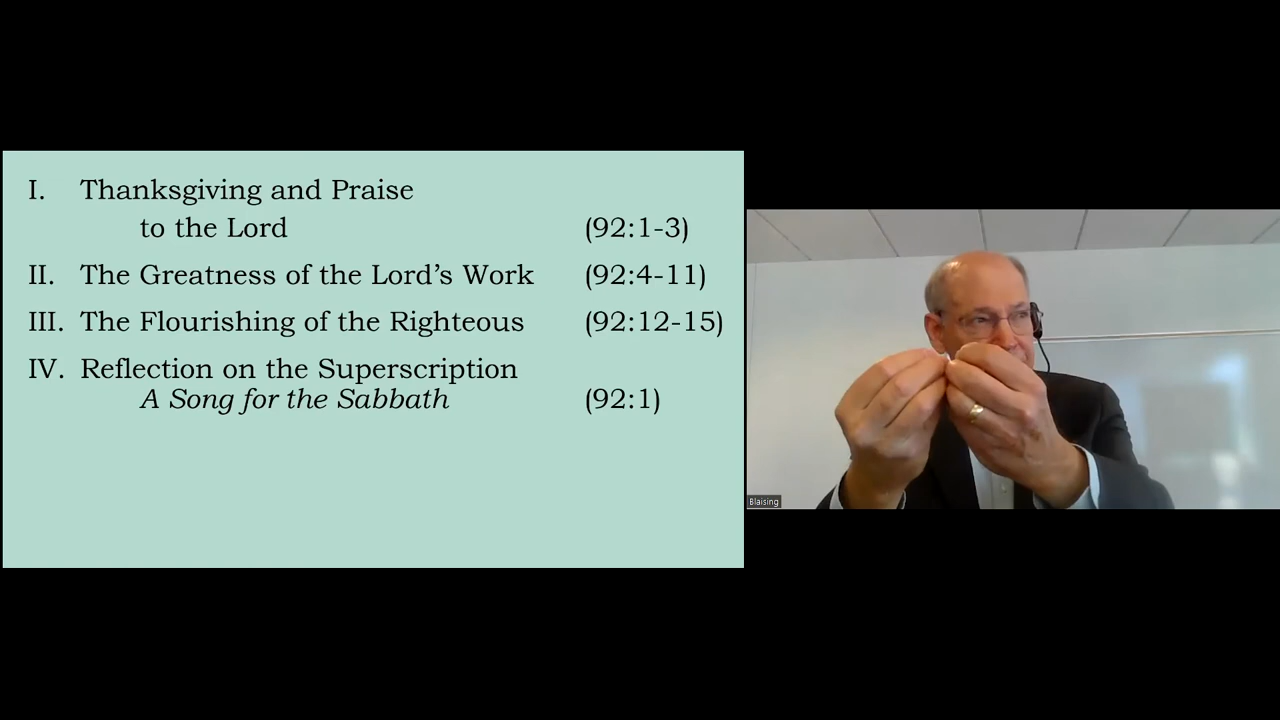 I. Thanksgiving and Praise
to the Lord (92:1-3)
II. The Greatness of the Lord’s Work (92:4-11)
III. The Flourishing of the Righteous (92:12-15)
IV. Reflection on the Superscription
A Song for the Sabbath (92:1)
Blaising